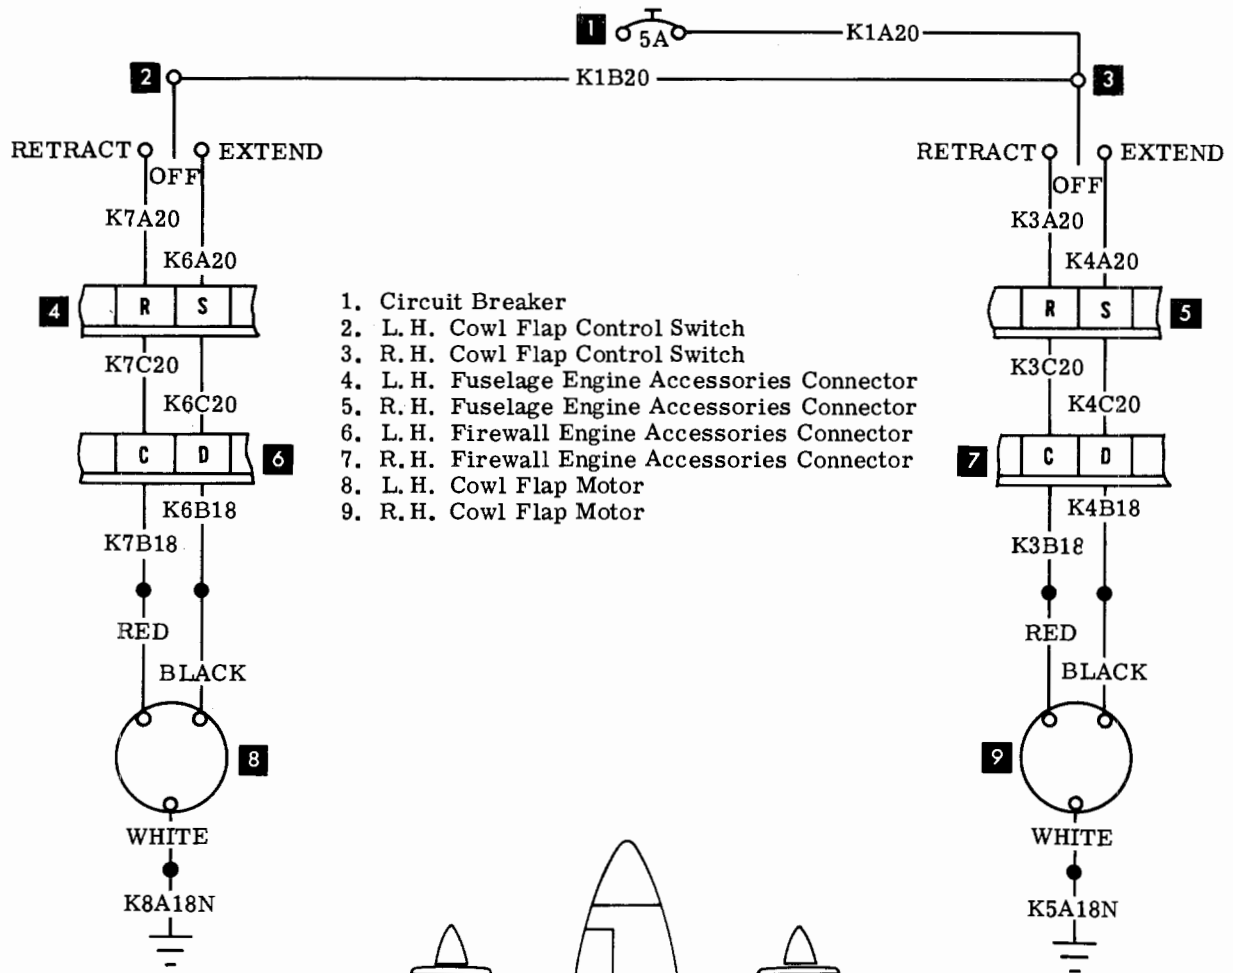 1 5A K1A20
2 K1B20 3
RETRACT EXTEND RETRACT EXTEND
OFF OFF
K7A20 K3A20
K6A20 K4A20
4 R S R S 5
K7C20 K3C20
K6C20 K4C20
6 C D 7 C D
1. Circuit Breaker
2. L.H. Cowl Flap Control Switch
3. R.H. Cowl Flap Control Switch
4. L.H. Fuselage Engine Accessories Connector
5. R.H. Fuselage Engine Accessories Connector
6. L.H. Firewall Engine Accessories Connector
7. R.H. Firewall Engine Accessories Connector
8. L.H. Cowl Flap Motor
9. R.H. Cowl Flap Motor
K6B18 K4B18
K7B18 K3B18
RED RED
BLACK BLACK
8 9
WHITE WHITE
K8A18N K5A18N